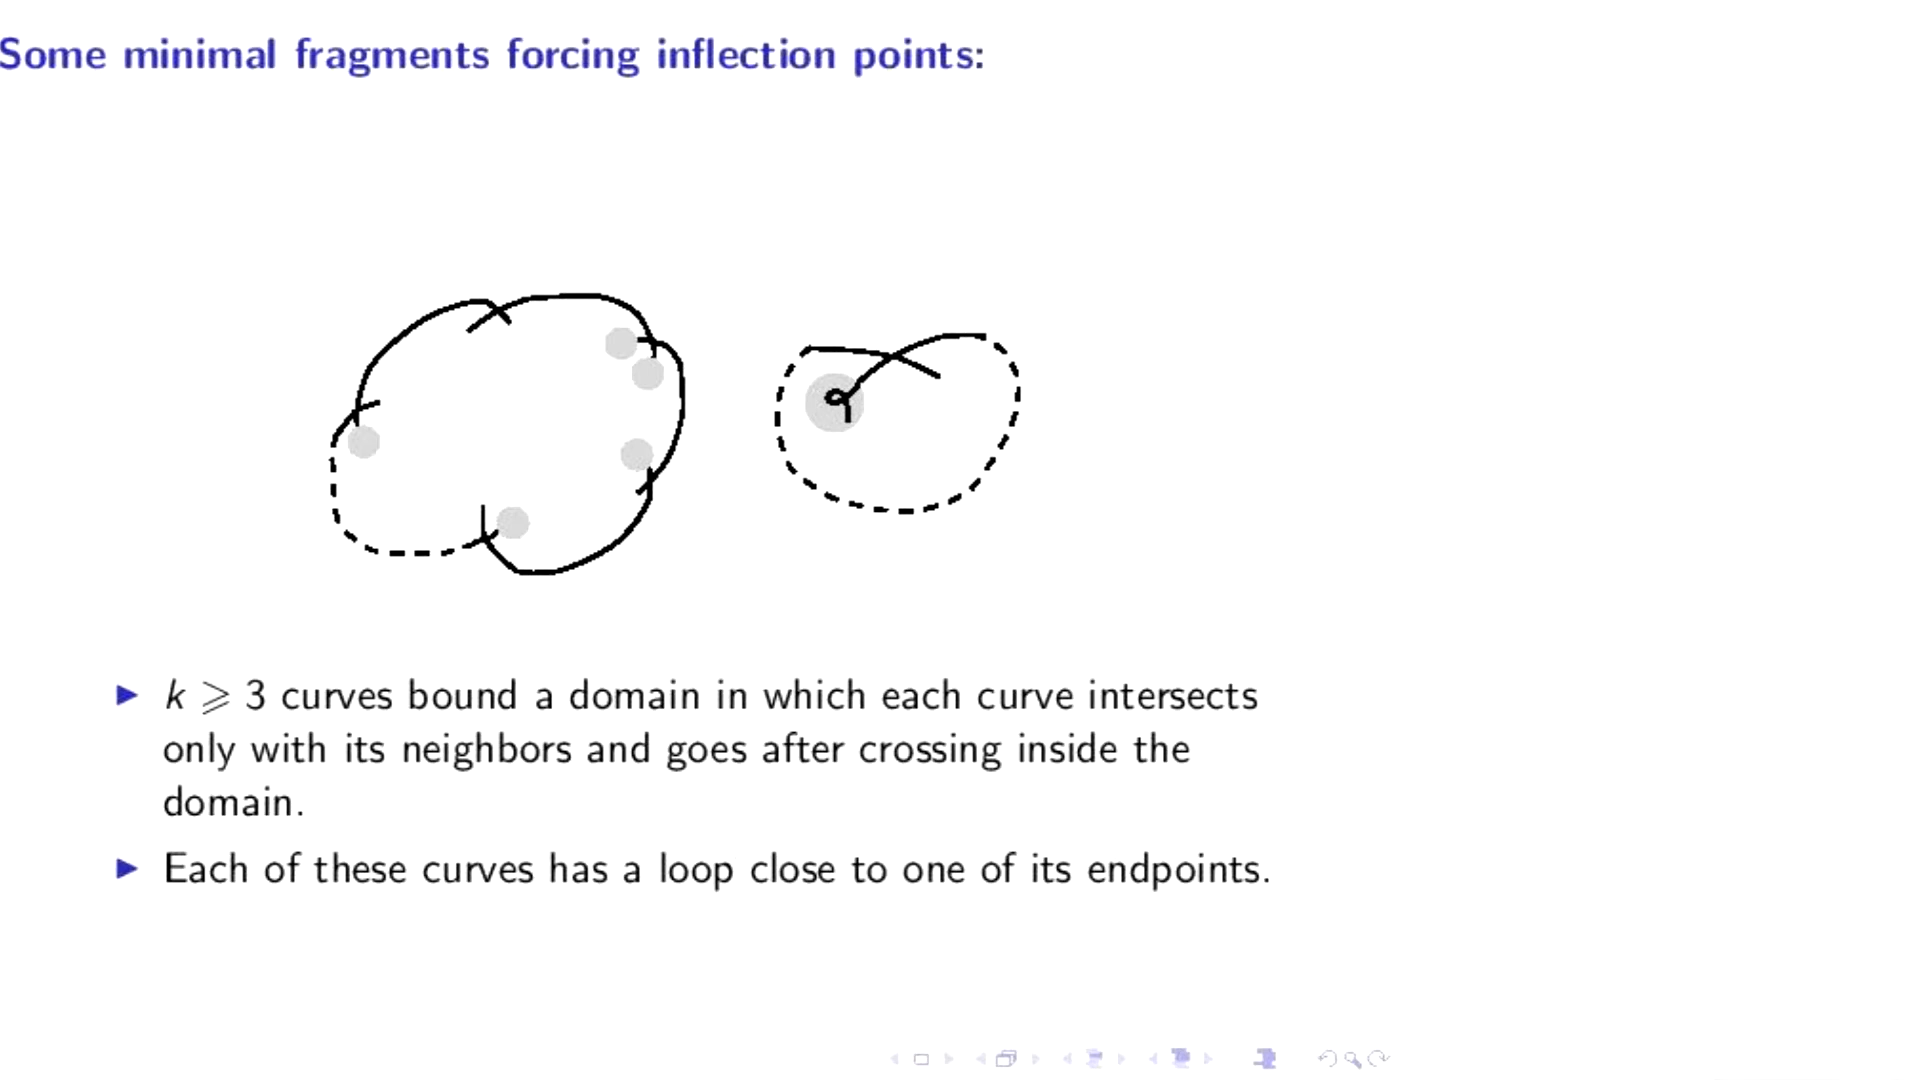 Some minimal fragments forcing inflection points:
k ⩾ 3 curves bound a domain in which each curve intersects
only with its neighbors and goes after crossing inside the
domain.
Each of these curves has a loop close to one of its endpoints.